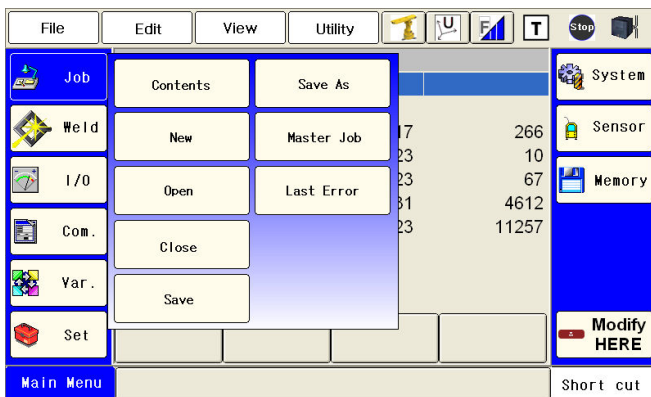 File Edit View Utility U F T Stop
Job Contents Save As System
Weld New Master Job 17 266 Sensor
23 10
I/O Open Last Error 23 67 Memory
31 4612
Com. Close 23 11257
Var. Save
Set Modify
HERE
Main Menu Short cut